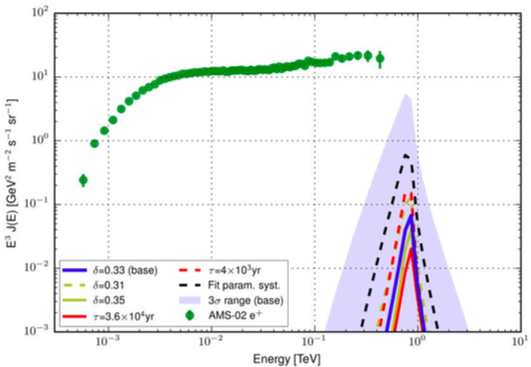 10²
10¹
10⁰
10⁻¹
10⁻²
10⁻³
E³ J(E) [GeV² m⁻² s⁻¹ sr⁻¹]
δ=0.33 (base)
δ=0.31
δ=0.35
τ=3.6×10⁴yr
τ=4×10³yr
Fit param. syst.
3σ range (base)
AMS-02 e⁺
10⁻³
10⁻²
10⁻¹
10⁰
10¹
Energy [TeV]